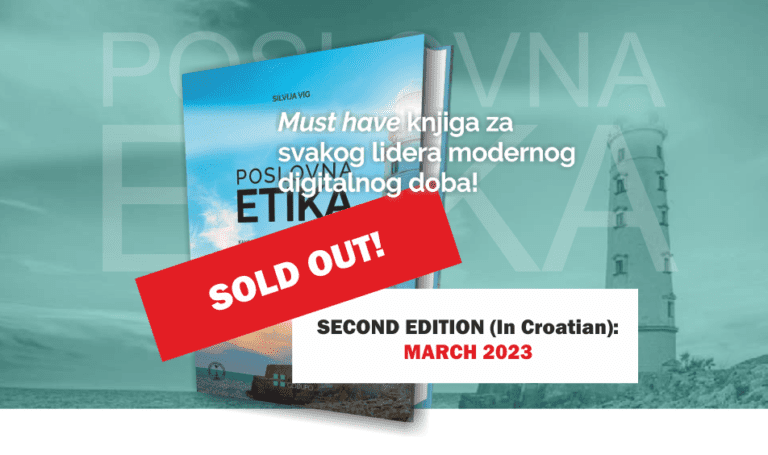 POSLOVNA
ETIKA
SILVIJA VIG
Must have knjiga za
svakog lidera modernog
digitalnog doba!
POSLOVNA
ETIKA
SOLD OUT!
SECOND EDITION (In Croatian):
MARCH 2023